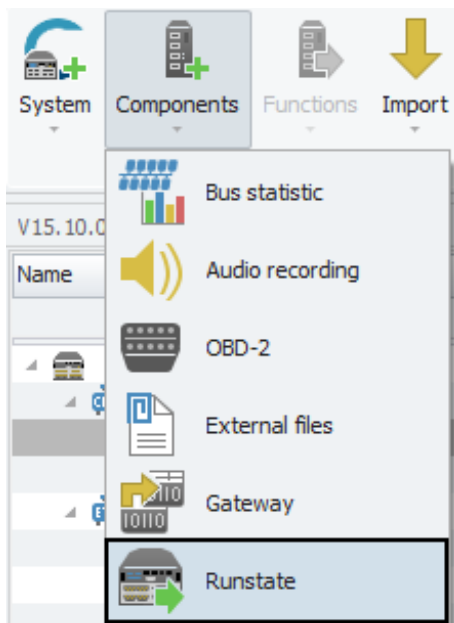 System Components Functions Import
Bus statistic
V15.10.0
Audio recording
Name
OBD-2
External files
Gateway
Runstate